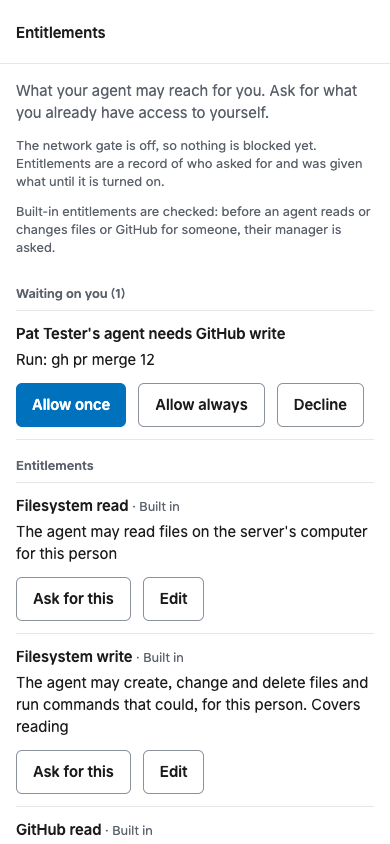 Entitlements
What your agent may reach for you. Ask for what
you already have access to yourself.
The network gate is off, so nothing is blocked yet.
Entitlements are a record of who asked for and was given
what until it is turned on.
Built-in entitlements are checked: before an agent reads or
changes files or GitHub for someone, their manager is
asked.
Waiting on you (1)
Pat Tester's agent needs GitHub write
Run: gh pr merge 12
Allow once Allow always Decline
Entitlements
Filesystem read · Built in
The agent may read files on the server's computer
for this person
Ask for this Edit
Filesystem write · Built in
The agent may create, change and delete files and
run commands that could, for this person. Covers
reading
Ask for this Edit
GitHub read · Built in